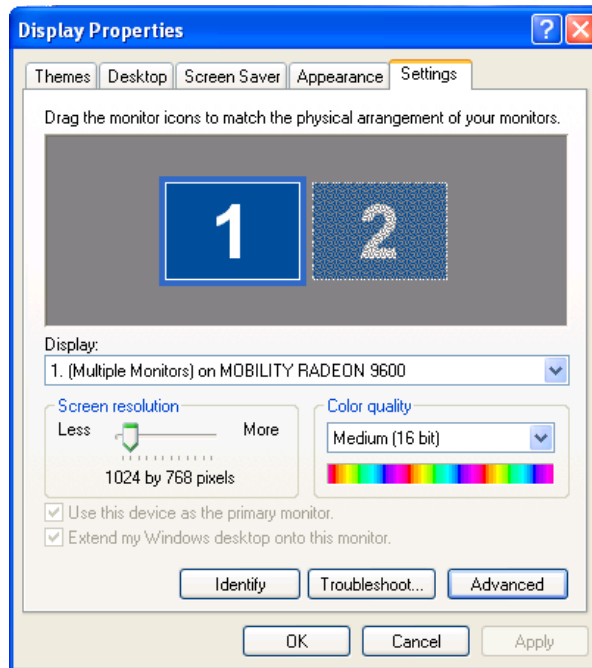 Display Properties
Themes Desktop Screen Saver Appearance Settings
Drag the monitor icons to match the physical arrangement of your monitors.
1 2
Display:
1. (Multiple Monitors) on MOBILITY RADEON 9600
Screen resolution
Less More
1024 by 768 pixels
Color quality
Medium (16 bit)
Use this device as the primary monitor.
Extend my Windows desktop onto this monitor.
Identify Troubleshoot... Advanced
OK Cancel Apply